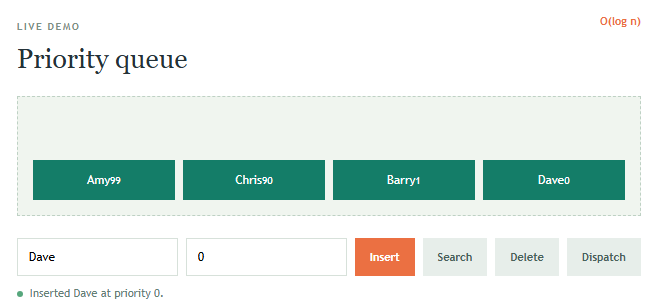 LIVE DEMO
O(log n)
Priority queue
Amy99 Chris90 Barry1 Dave0
Dave 0 Insert Search Delete Dispatch
Inserted Dave at priority 0.